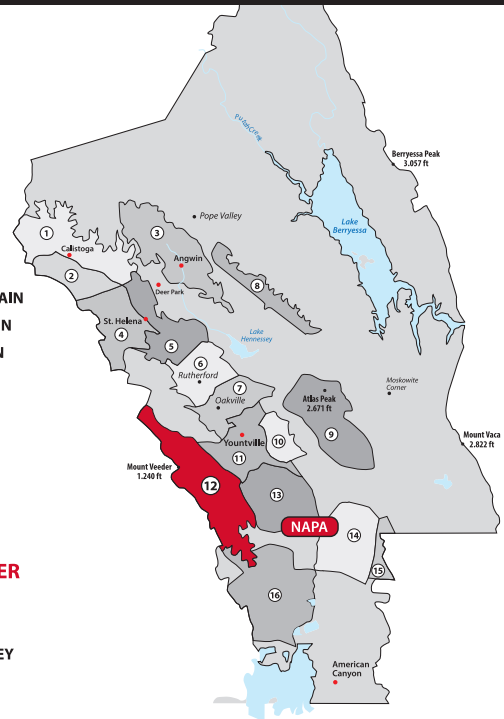 Putah Creek
Berryessa Peak
3.057 ft
Lake
Berryessa
Pope Valley
1
3
Calistoga
Angwin
2
8
Deer Park
AIN
St. Helena
N
4
5
Lake
Hennessey
N
6
Rutherford
7
Moskowite
Corner
Oakville
Atlas Peak
2.671 ft
9
Mount Vaca
2.822 ft
Yountville
10
11
Mount Veeder
1.240 ft
12
13
NAPA
14
ER
15
16
EY
American
Canyon